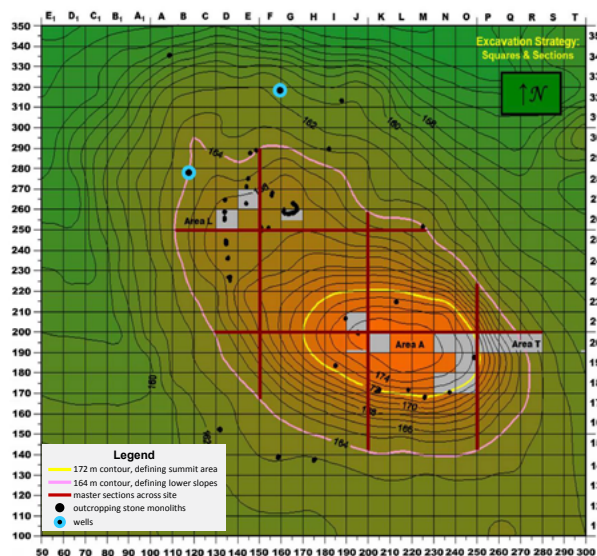 E₁ D₁ C₁ B₁ A₁ A B C D E F G H I J K L M N O P Q R S T
350
340
Excavation Strategy:
Squares & Sections
330
↑N
320
310
300
162 160 158
290
164
280
270
260
Area L
250
240
230
220
210
200
Area A Area T
190
180
174
170
170
160
166
160
150
164
140
130
120
110
100
Legend
172 m contour, defining summit area
164 m contour, defining lower slopes
master sections across site
outcropping stone monoliths
wells
50 60 70 80 90 100 110 120 130 140 150 160 170 180 190 200 210 220 230 240 250 260 270 280 290 300